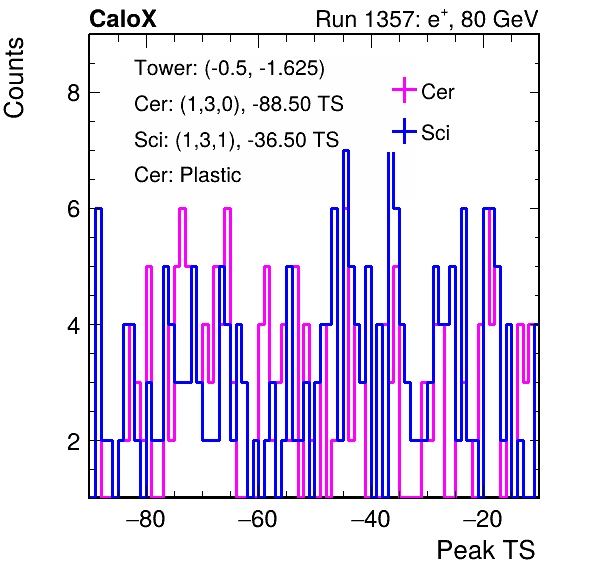 CaloX Run 1357: e⁺, 80 GeV
Counts
Tower: (-0.5, -1.625)
Cer: (1,3,0), -88.50 TS
Sci: (1,3,1), -36.50 TS
Cer: Plastic
Cer
Sci
8
6
4
2
−80 −60 −40 −20
Peak TS